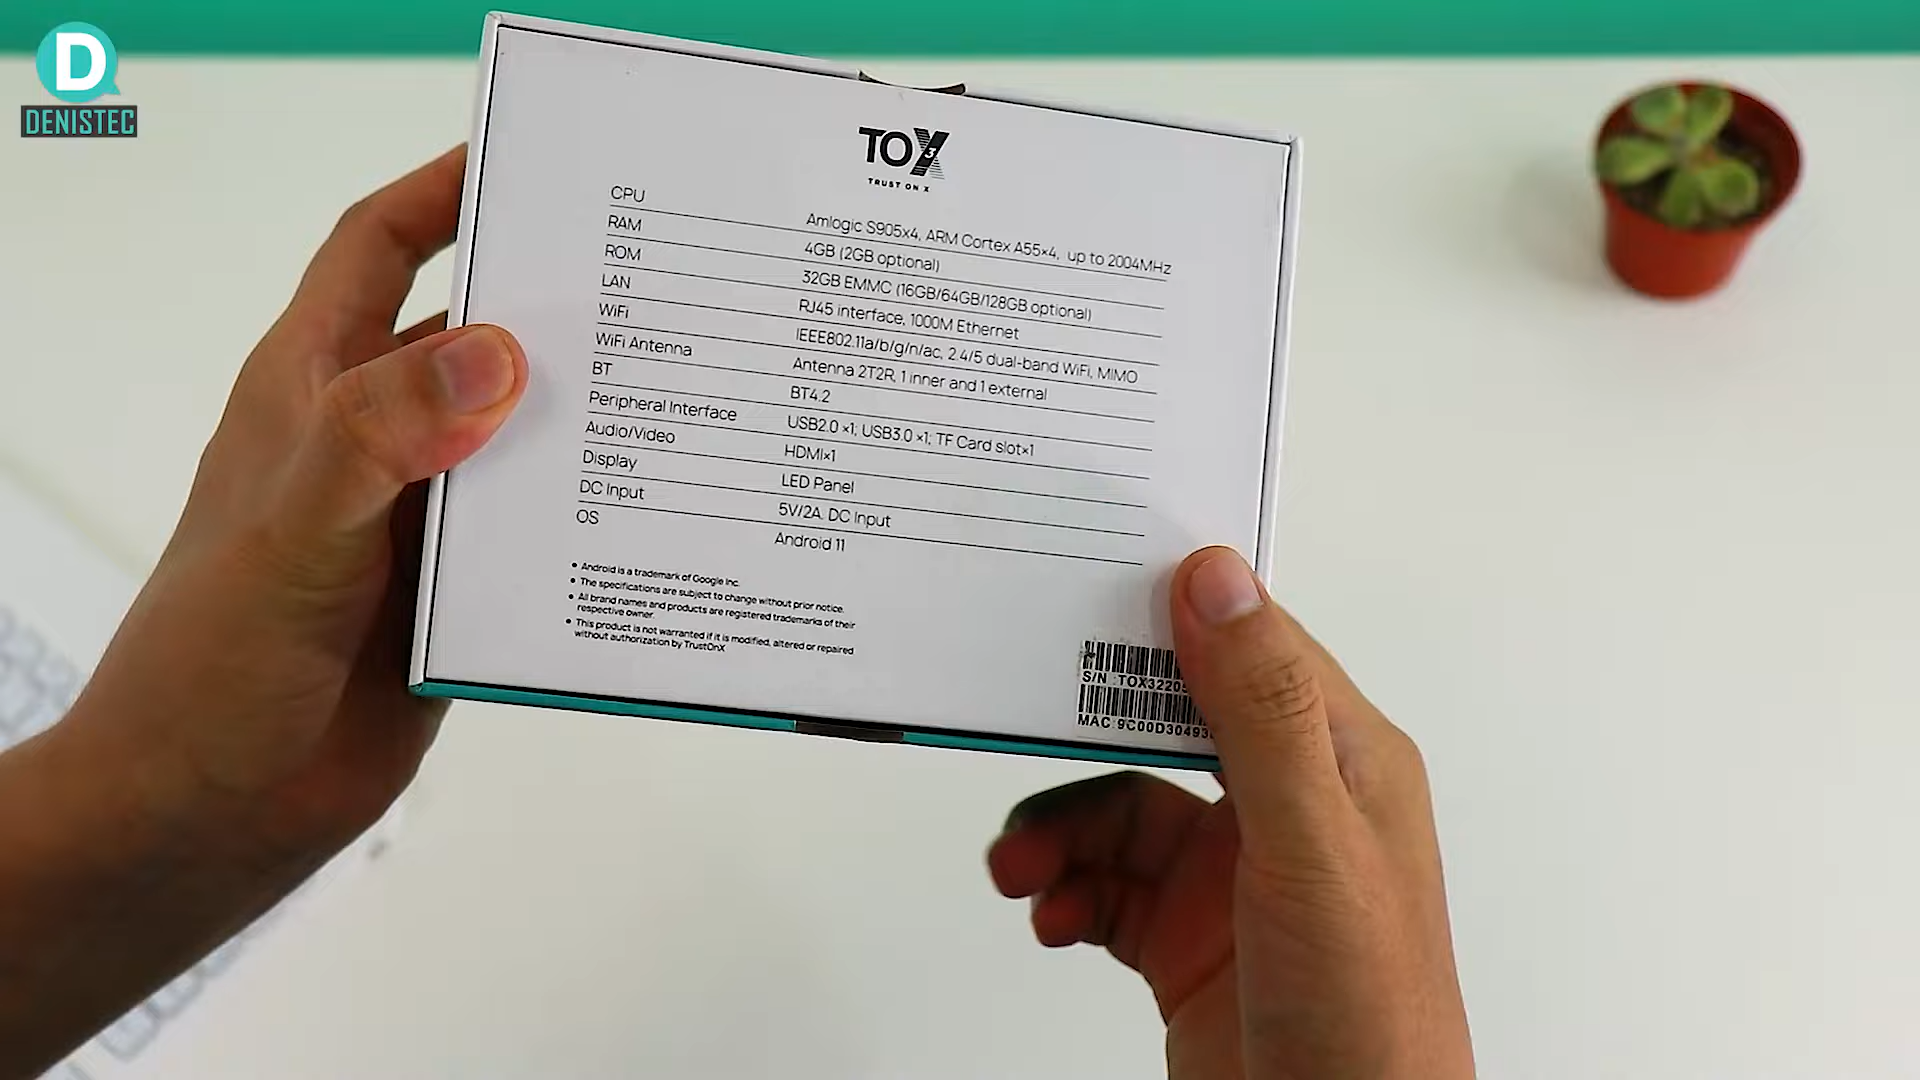 D
DENISTEC
TOX3
TRUST ON X
CPU Amlogic S905x4, ARM Cortex A55×4, up to 2004MHz
RAM 4GB (2GB optional)
ROM 32GB EMMC (16GB/64GB/128GB optional)
LAN RJ45 interface, 1000M Ethernet
WiFi IEEE802.11a/b/g/n/ac, 2.4/5 dual-band WiFi, MIMO
WiFi Antenna Antenna 2T2R, 1 inner and 1 external
BT BT4.2
Peripheral Interface USB2.0 ×1; USB3.0 ×1; TF Card slot×1
Audio/Video HDMI×1
Display LED Panel
DC Input 5V/2A. DC Input
OS Android 11
• Android is a trademark of Google Inc.
• The specifications are subject to change without prior notice.
• All brand names and products are registered trademarks of their
respective owner.
• This product is not warranted if it is modified, altered or repaired
without authorization by TrustOnX
S/N :TOX3220
MAC:9C00D30493